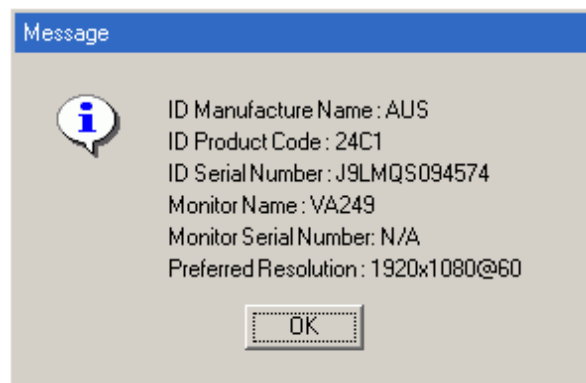 Message
ID Manufacture Name : AUS
ID Product Code : 24C1
ID Serial Number : J9LMQS094574
Monitor Name : VA249
Monitor Serial Number: N/A
Preferred Resolution : 1920x1080@60
OK